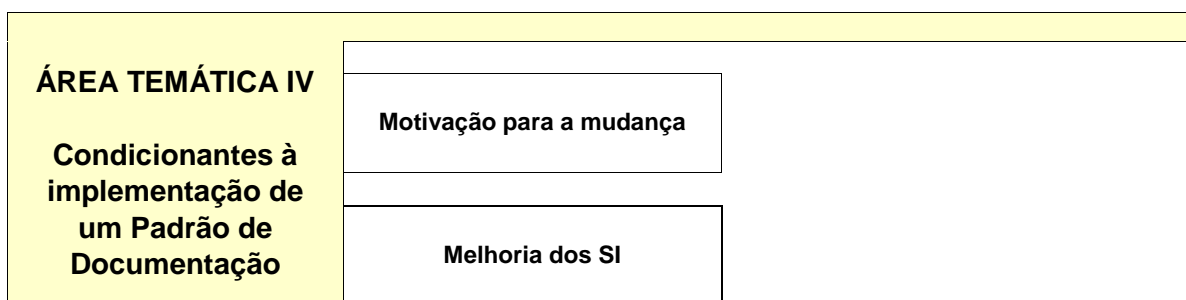 ÁREA TEMÁTICA IV
Condicionantes à
implementação de
um Padrão de
Documentação
Motivação para a mudança
Melhoria dos SI